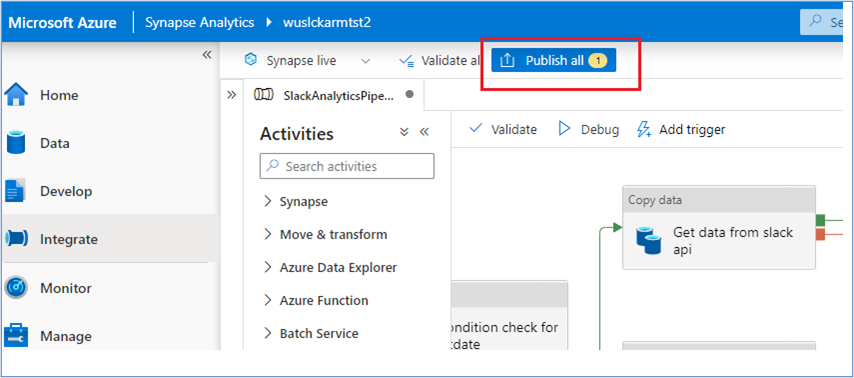 Microsoft Azure Synapse Analytics wuslckarmtst2 Se
Synapse live Validate al Publish all 1
Home
Data
Develop
Integrate
Monitor
Manage
SlackAnalyticsPipe...
Activities
Search activities
Synapse
Move & transform
Azure Data Explorer
Azure Function
Batch Service
Validate Debug Add trigger
Copy data
Get data from slack
api
ondition check for
tdate